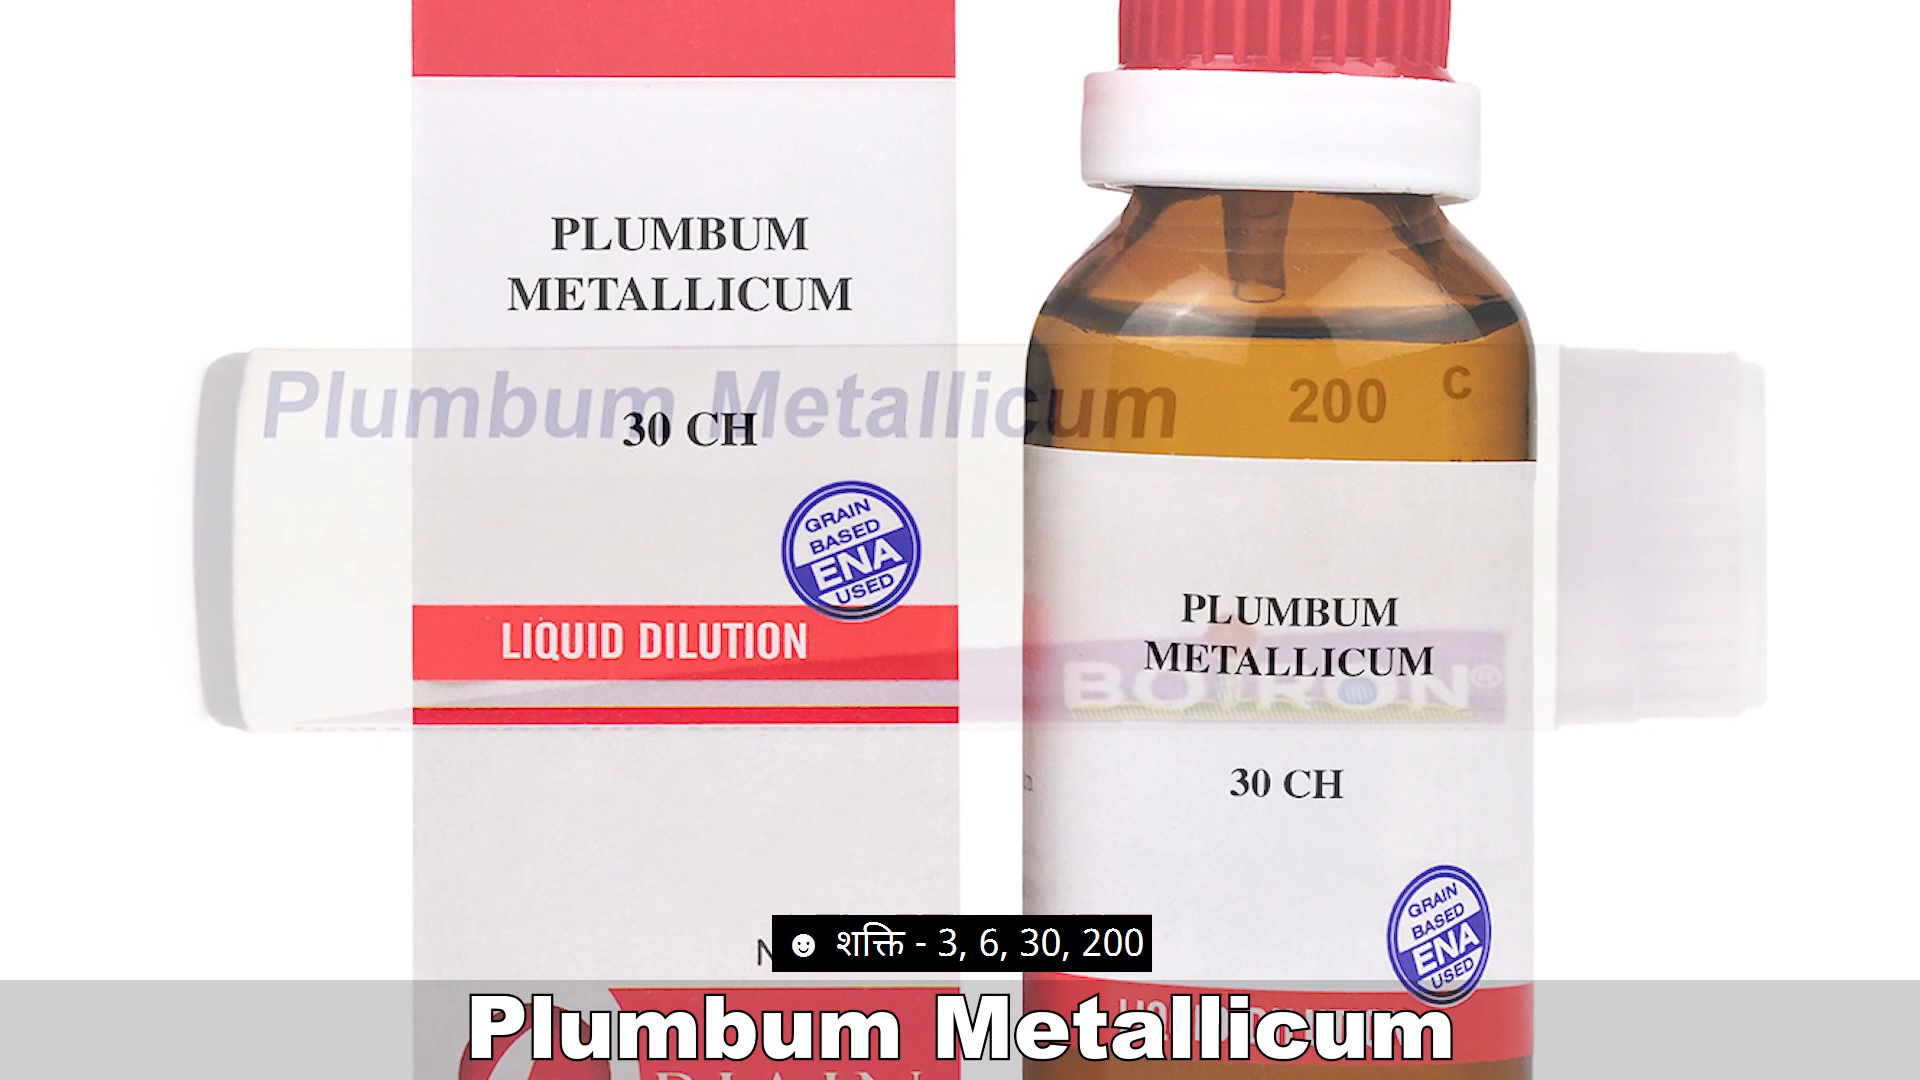 PLUMBUM
METALLICUM
30 CH
Plumbum Metallicum
200 C
GRAIN
BASED
ENA
USED
LIQUID DILUTION
BOIRON®
PLUMBUM
METALLICUM
30 CH
GRAIN
BASED
ENA
USED
☻ शक्ति - 3, 6, 30, 200
Plumbum Metallicum